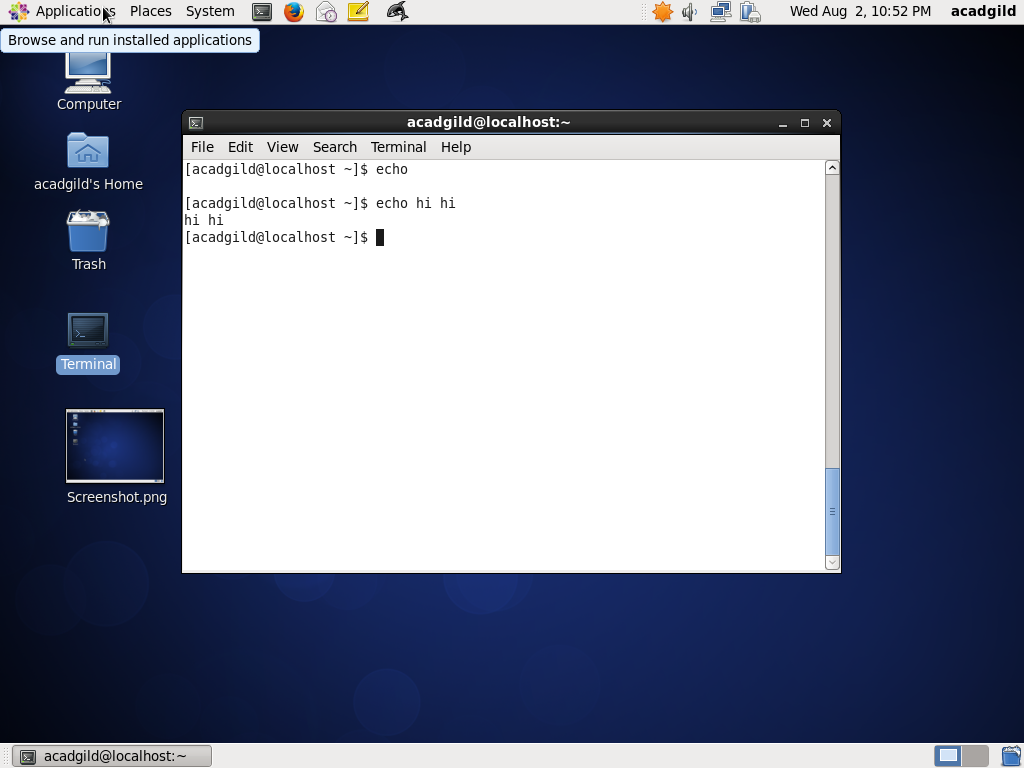 Applications Places System Wed Aug 2, 10:52 PM acadgild
Browse and run installed applications
Computer
acadgild's Home
Trash
Terminal
Screenshot.png
acadgild@localhost:~
File Edit View Search Terminal Help
[acadgild@localhost ~]$ echo
[acadgild@localhost ~]$ echo hi hi
hi hi
[acadgild@localhost ~]$
acadgild@localhost:~